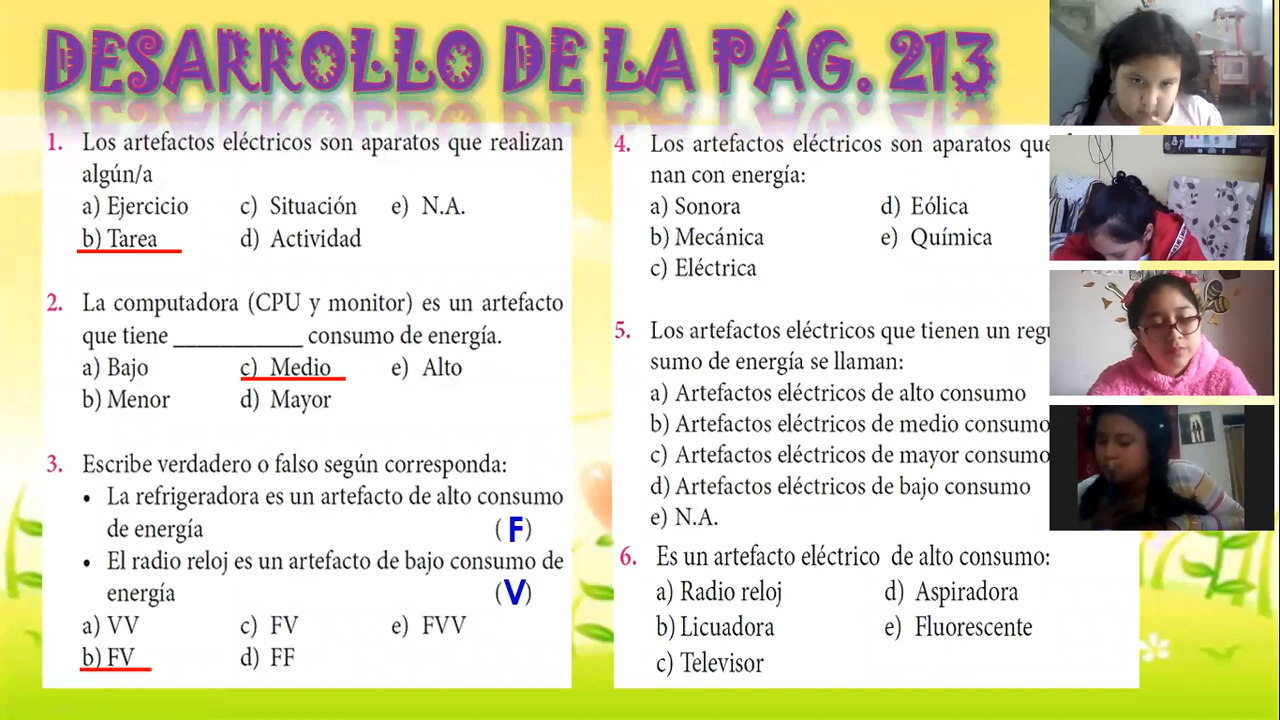 DESARROLLO DE LA PÁG. 213
1. Los artefactos eléctricos son aparatos que realizan
algún/a
a) Ejercicio c) Situación e) N.A.
b) Tarea d) Actividad
2. La computadora (CPU y monitor) es un artefacto
que tiene ___________ consumo de energía.
a) Bajo c) Medio e) Alto
b) Menor d) Mayor
3. Escribe verdadero o falso según corresponda:
• La refrigeradora es un artefacto de alto consumo
de energía (F)
• El radio reloj es un artefacto de bajo consumo de
energía (V)
a) VV c) FV e) FVV
b) FV d) FF
4. Los artefactos eléctricos son aparatos que
nan con energía:
a) Sonora d) Eólica
b) Mecánica e) Química
c) Eléctrica
5. Los artefactos eléctricos que tienen un regu
sumo de energía se llaman:
a) Artefactos eléctricos de alto consumo
b) Artefactos eléctricos de medio consumo
c) Artefactos eléctricos de mayor consumo
d) Artefactos eléctricos de bajo consumo
e) N.A.
6. Es un artefacto eléctrico de alto consumo:
a) Radio reloj d) Aspiradora
b) Licuadora e) Fluorescente
c) Televisor